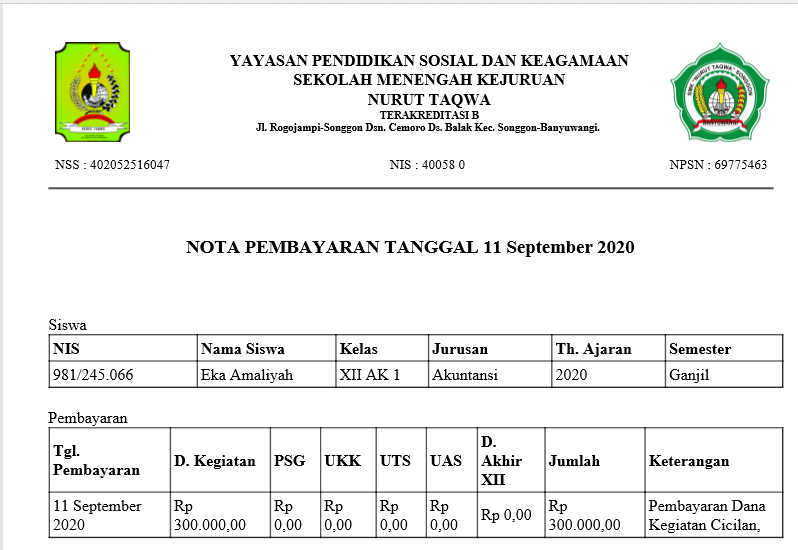 YAYASAN PENDIDIKAN SOSIAL DAN KEAGAMAAN
SEKOLAH MENENGAH KEJURUAN
NURUT TAQWA
TERAKREDITASI B
Jl. Rogojampi-Songgon Dsn. Cemoro Ds. Balak Kec. Songgon-Banyuwangi.
NURUT TAQWA
SMK "NURUT TAQWA" SONGGON
BANYUWANGI
NSS : 402052516047 NIS : 40058 0 NPSN : 69775463
NOTA PEMBAYARAN TANGGAL 11 September 2020
Siswa
NIS Nama Siswa Kelas Jurusan Th. Ajaran Semester
981/245.066 Eka Amaliyah XII AK 1 Akuntansi 2020 Ganjil
Pembayaran
Tgl. Pembayaran D. Kegiatan PSG UKK UTS UAS D. Akhir XII Jumlah Keterangan
11 September 2020 Rp 300.000,00 Rp 0,00 Rp 0,00 Rp 0,00 Rp 0,00 Rp 0,00 Rp 300.000,00 Pembayaran Dana Kegiatan Cicilan,